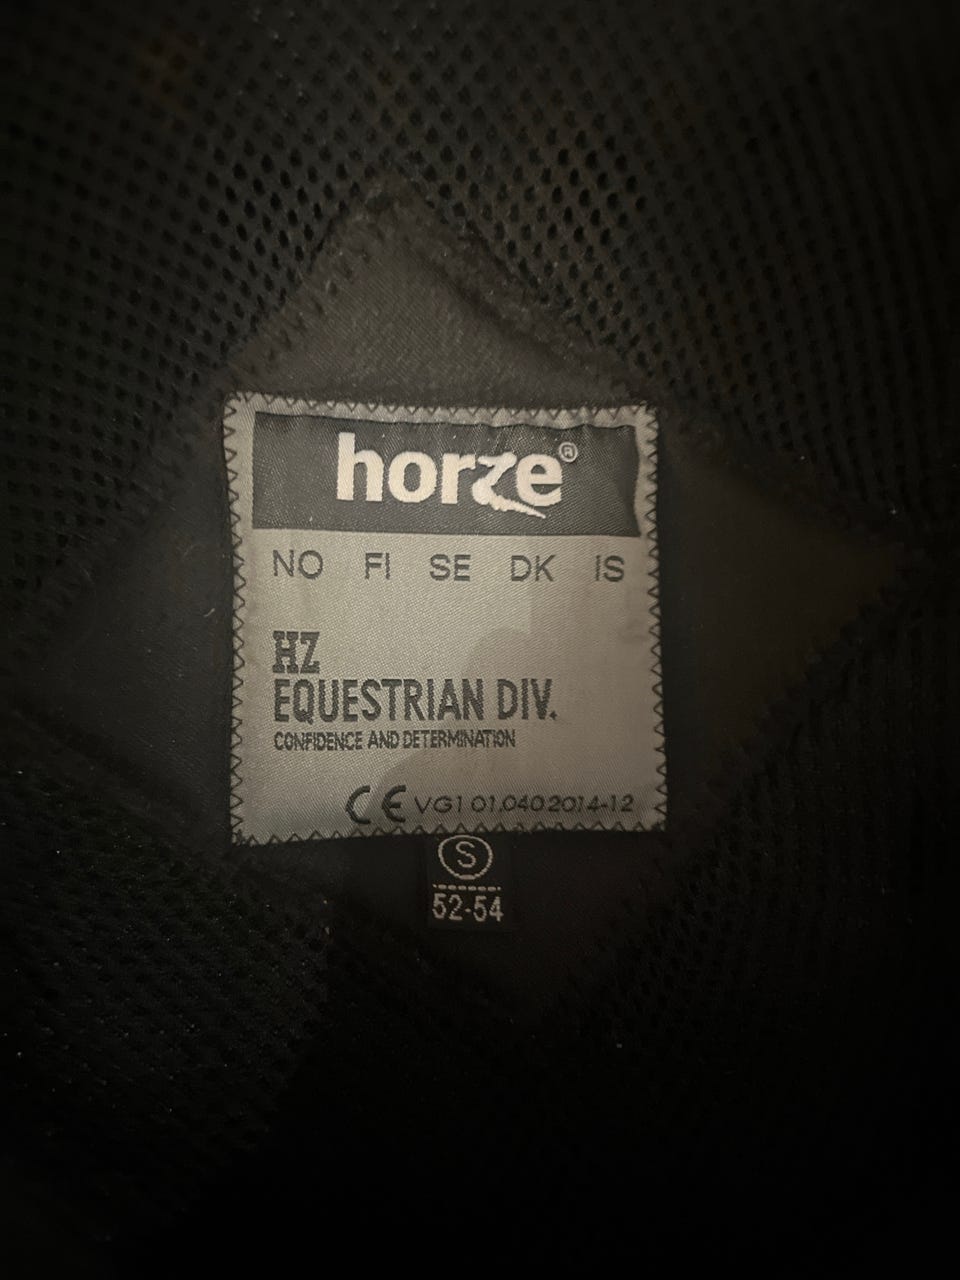 horze®
NO FI SE DK IS
HZ
EQUESTRIAN DIV.
CONFIDENCE AND DETERMINATION
CE VG1 01.040 2014-12
S
52-54